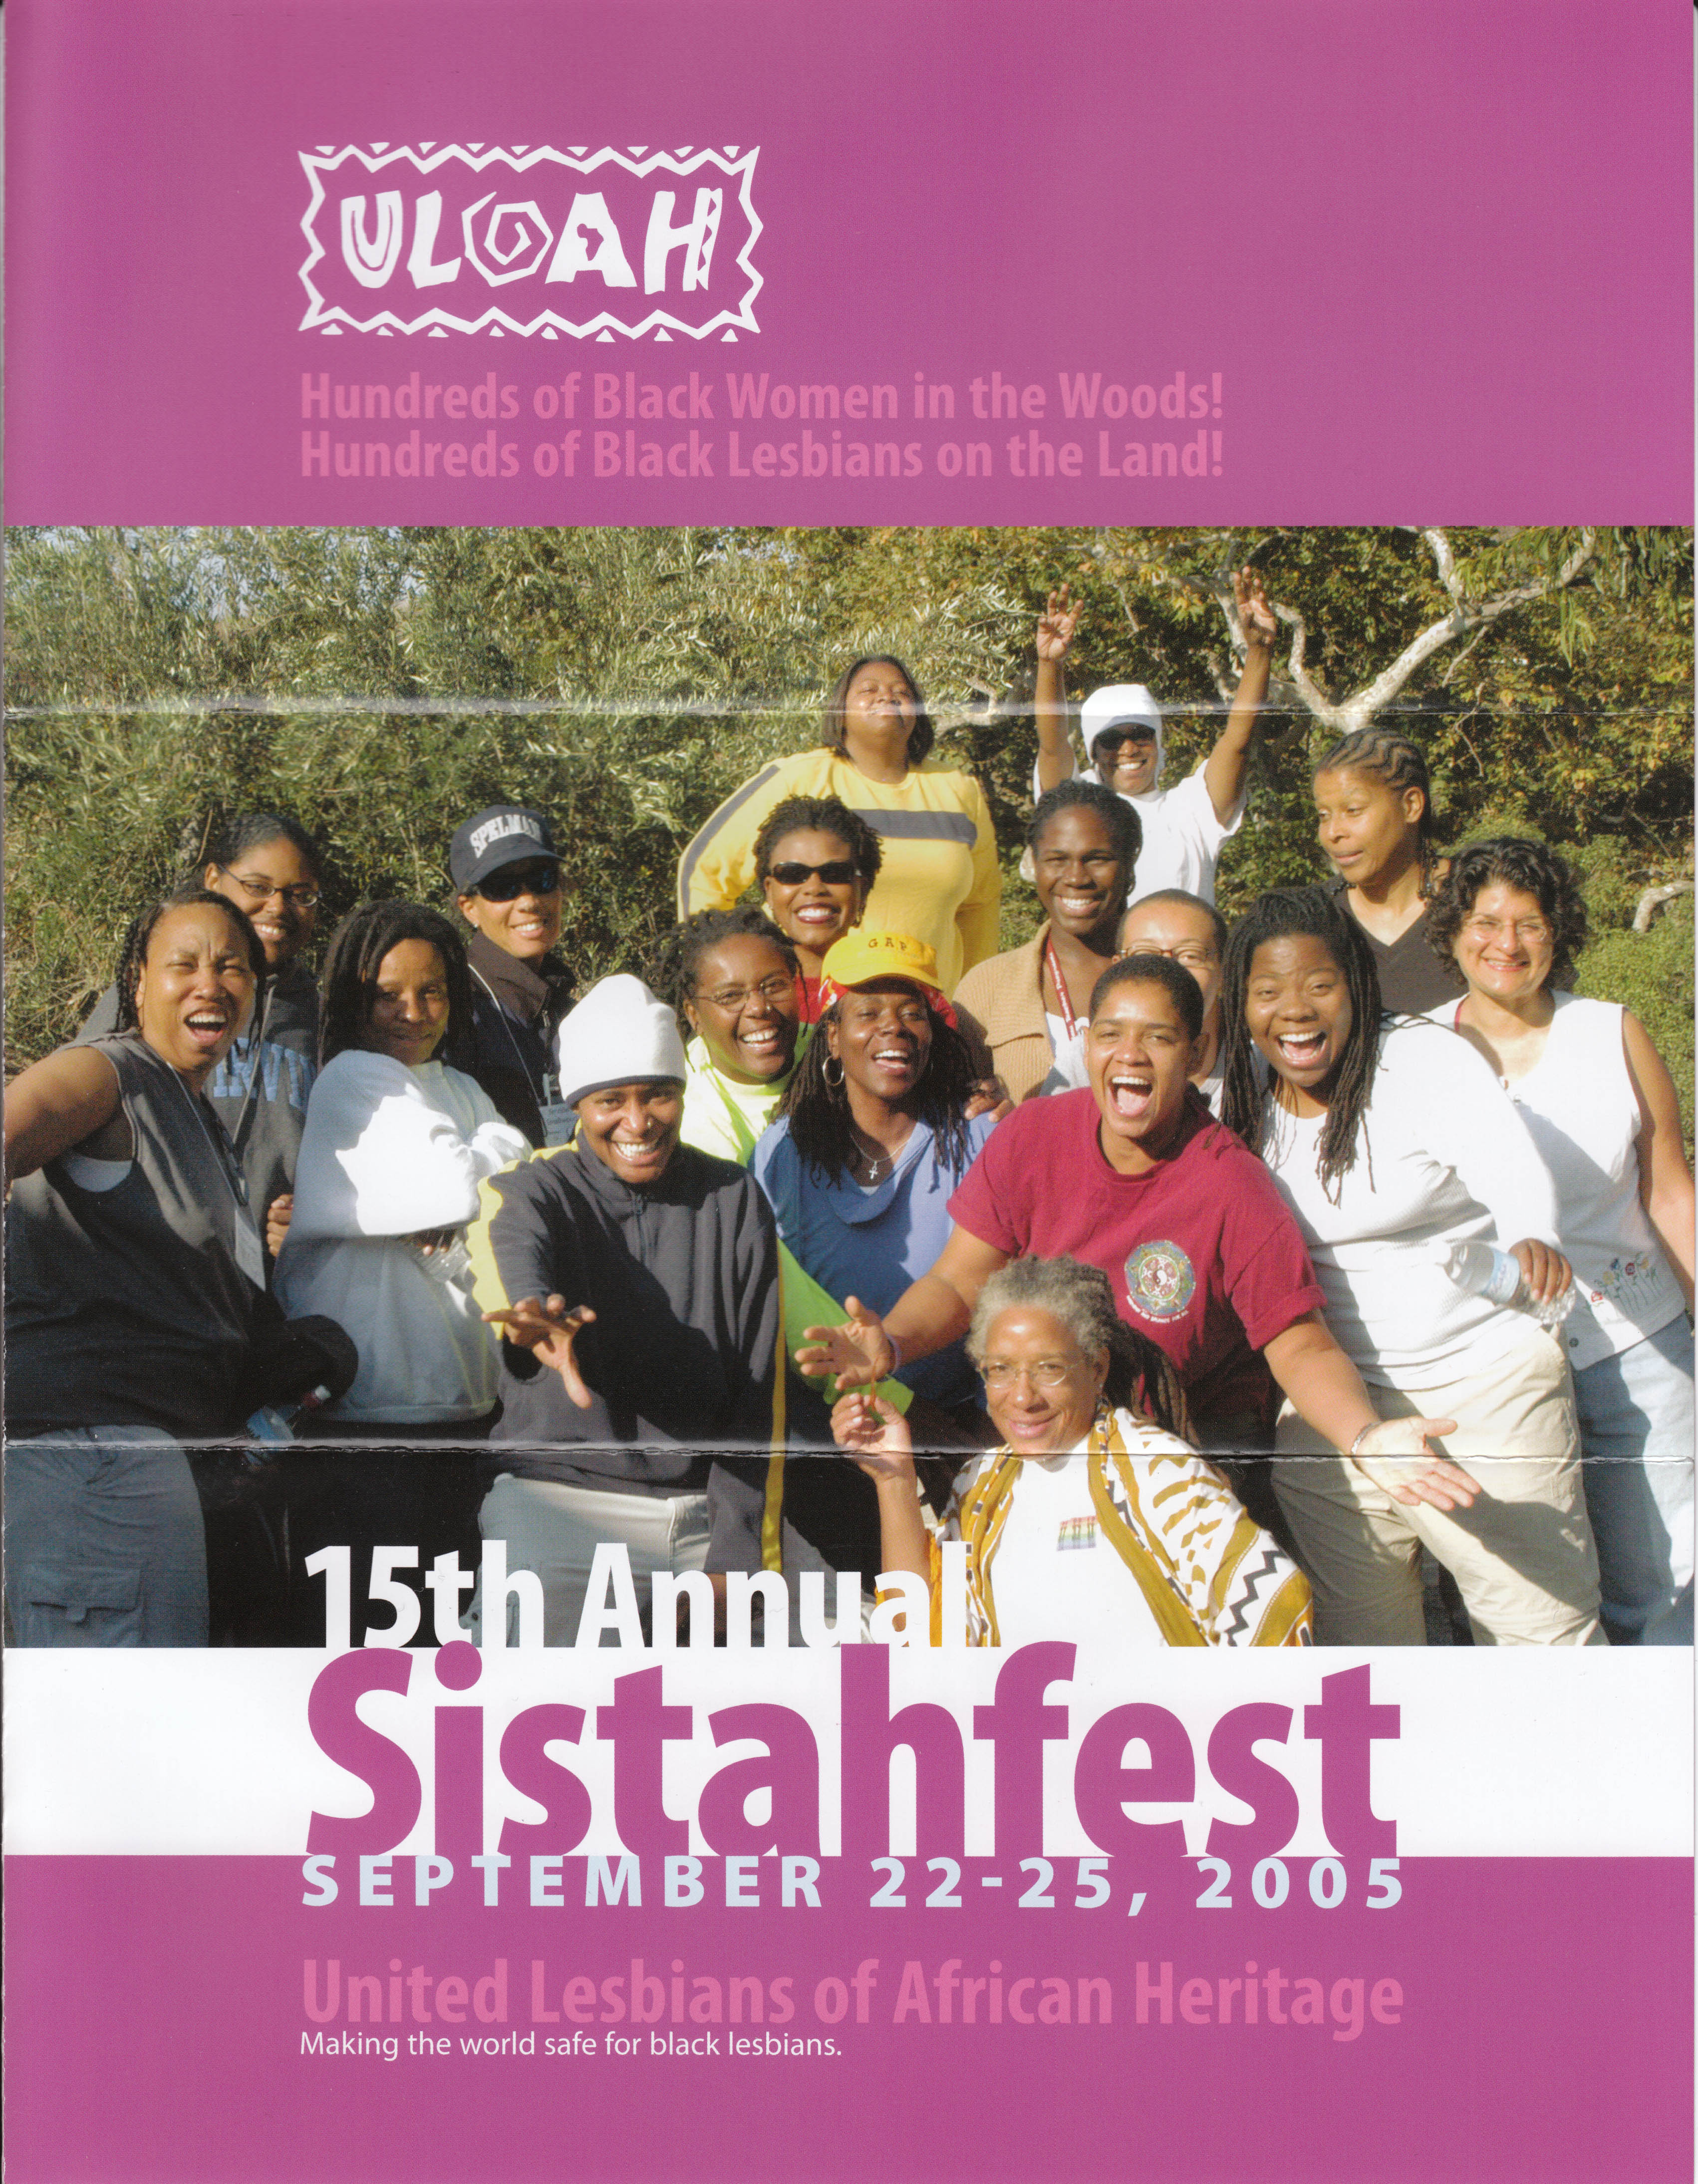 ULOAH
Hundreds of Black Women in the Woods!
Hundreds of Black Lesbians on the Land!
SPELMAN
GAP
15th Annual
Sistahfest
SEPTEMBER 22-25, 2005
United Lesbians of African Heritage
Making the world safe for black lesbians.